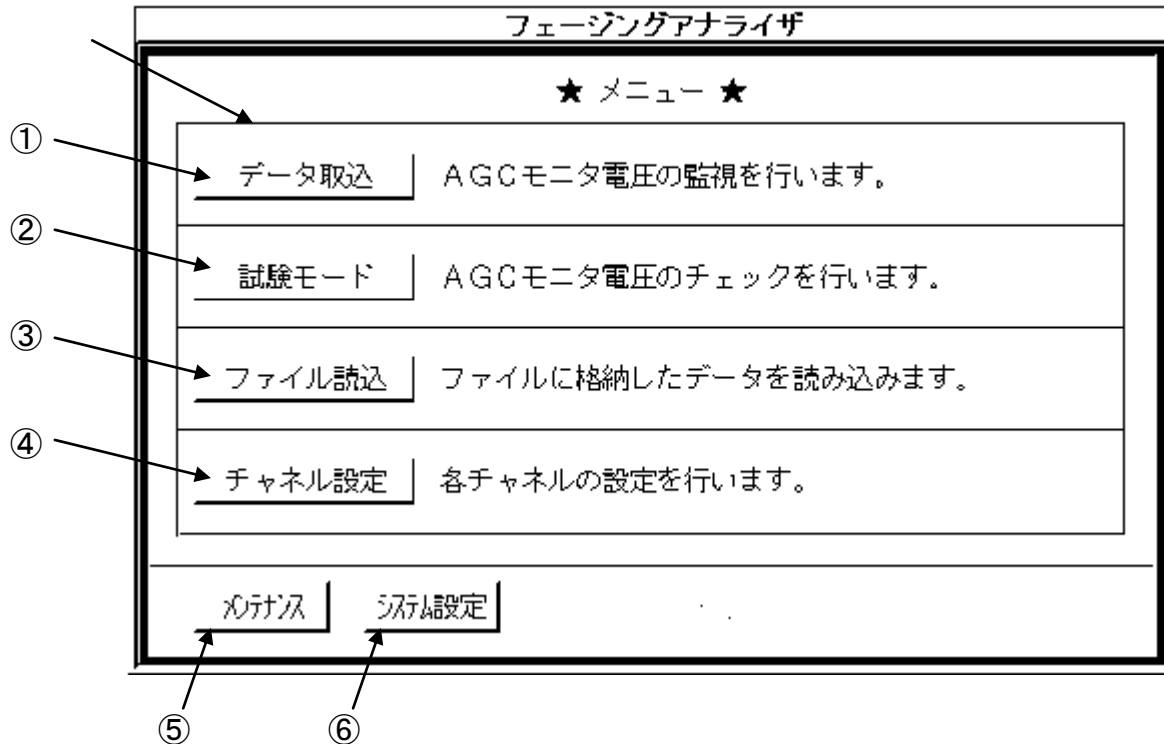 フェージングアナライザ
★ メニュー ★
① データ取込 AGCモニタ電圧の監視を行います。
② 試験モード AGCモニタ電圧のチェックを行います。
③ ファイル読込 ファイルに格納したデータを読み込みます。
④ チャネル設定 各チャネルの設定を行います。
メンテナンス システム設定
⑤ ⑥